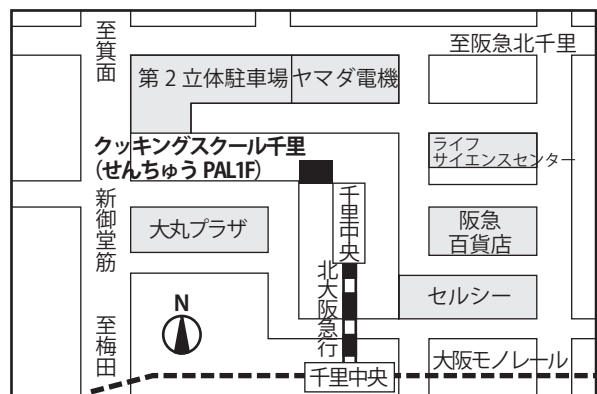 至箕面
至阪急北千里
第２立体駐車場
ヤマダ電機
クッキングスクール千里
(せんちゅう PAL1F)
ライフ
サイエンスセンター
千里中央
新御堂筋
大丸プラザ
阪急
百貨店
北大阪急行
セルシー
N
至梅田
大阪モノレール
千里中央